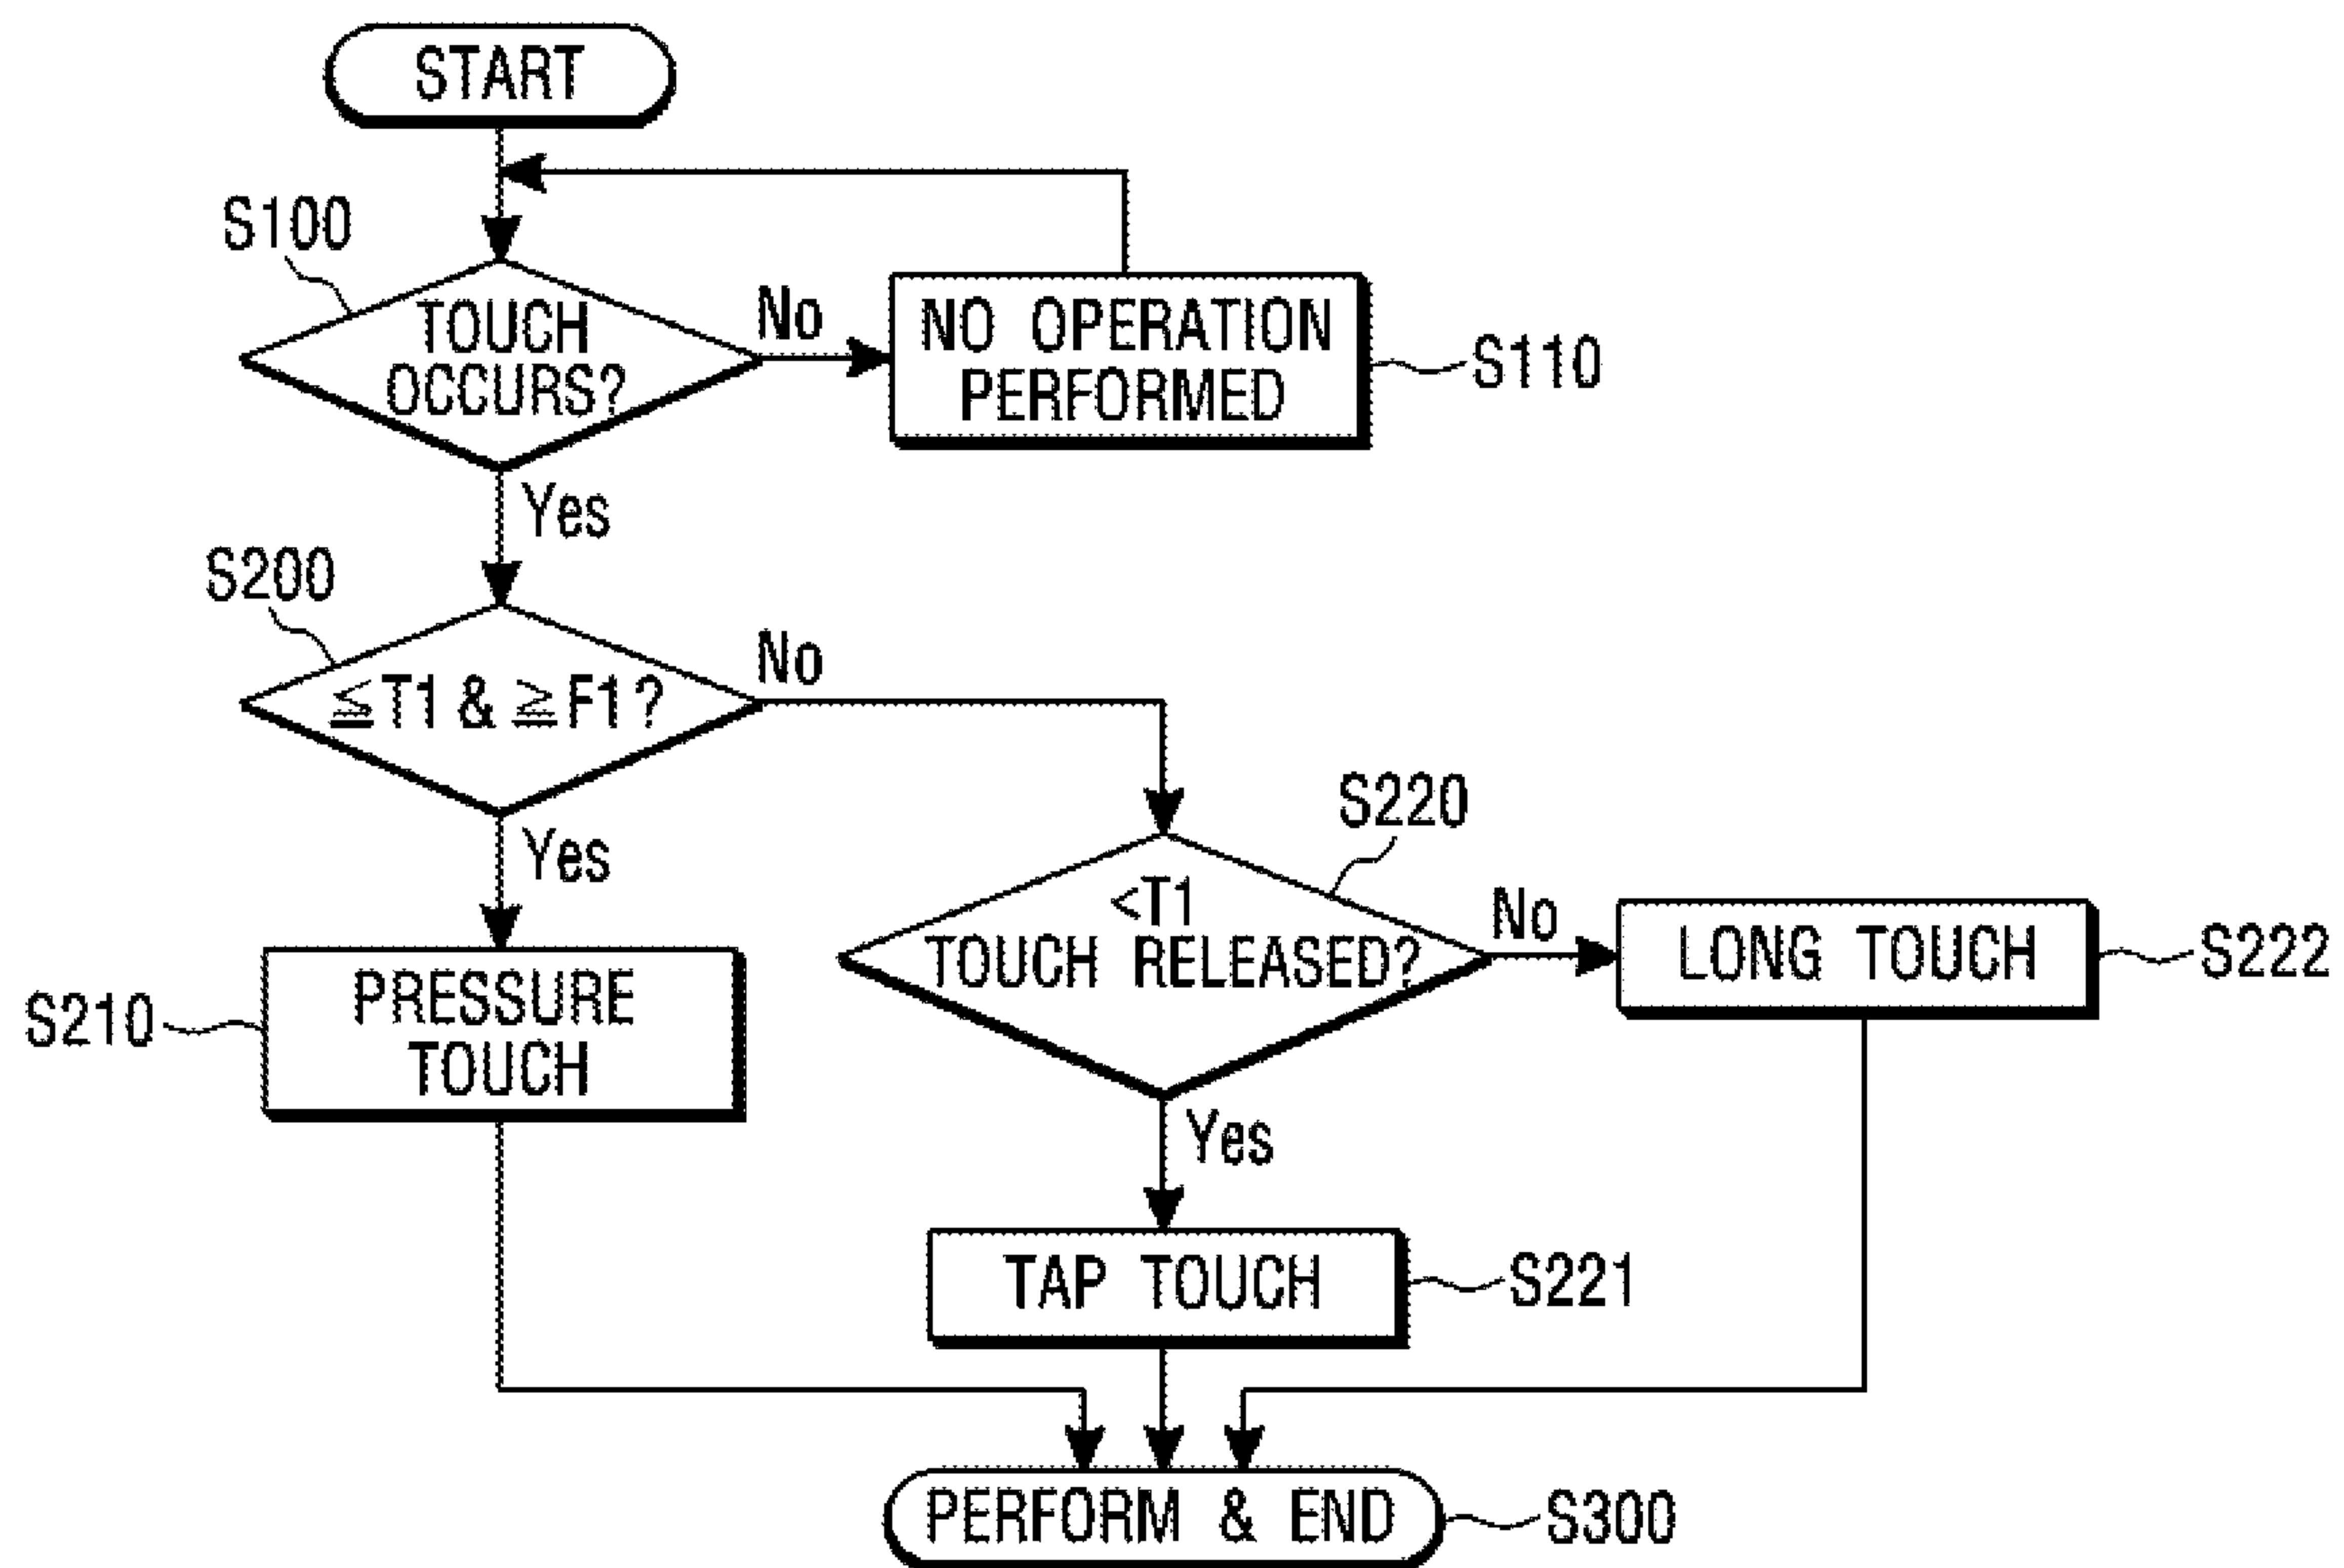 START
S100
TOUCH
OCCURS?
No
NO OPERATION
PERFORMED
S110
Yes
S200
≦T1 & ≧F1?
No
Yes
S220
<T1
TOUCH RELEASED?
No
LONG TOUCH
S222
S210
PRESSURE
TOUCH
Yes
TAP TOUCH
S221
PERFORM & END
S300